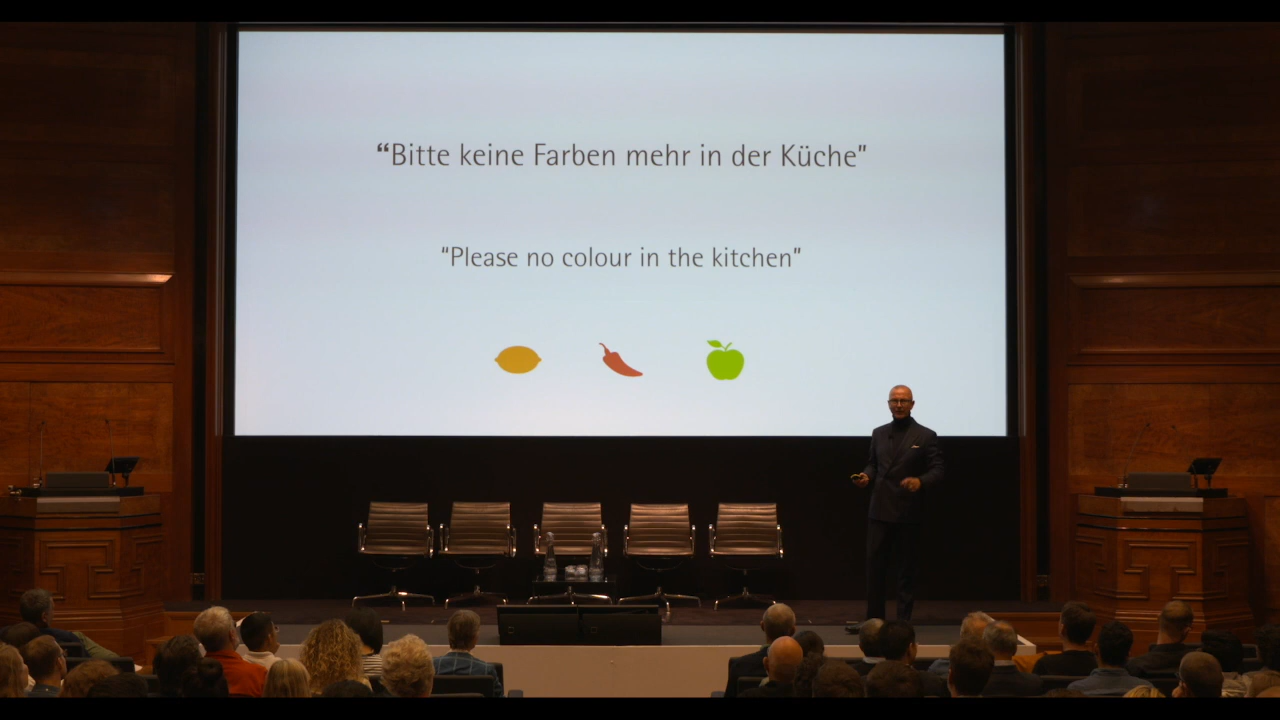 “Bitte keine Farben mehr in der Küche”
“Please no colour in the kitchen”